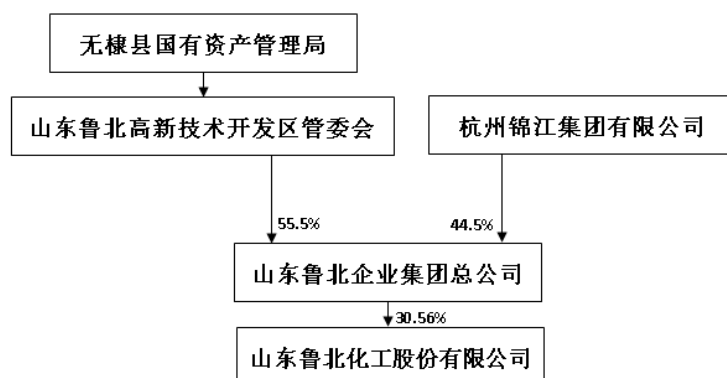 无棣县国有资产管理局
山东鲁北高新技术开发区管委会
杭州锦江集团有限公司
55.5%
44.5%
山东鲁北企业集团总公司
30.56%
山东鲁北化工股份有限公司